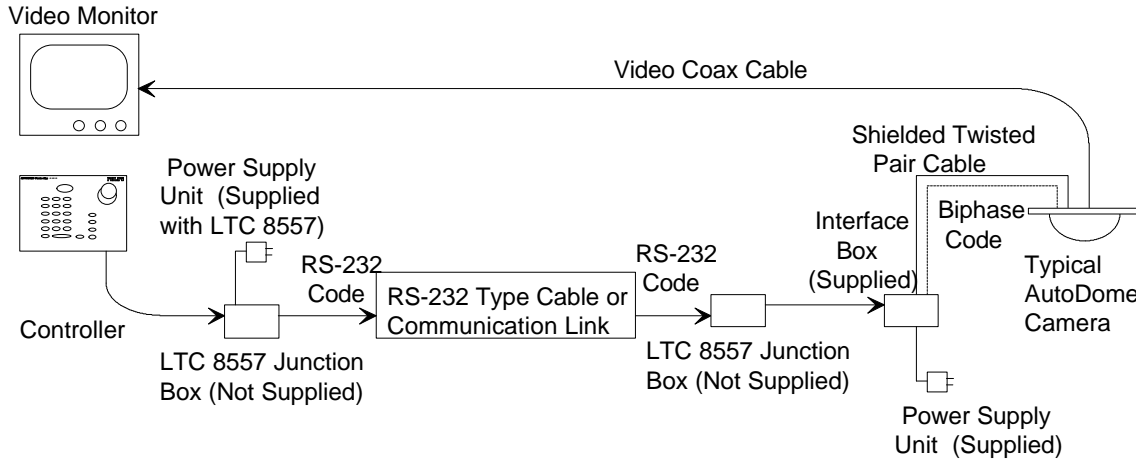 Video Monitor
Video Coax Cable
Shielded Twisted
Pair Cable
Power Supply
Unit (Supplied
with LTC 8557)
Interface
Box
(Supplied)
Biphase
Code
RS-232
Code
RS-232 Type Cable or
Communication Link
RS-232
Code
Typical
AutoDome
Camera
Controller
LTC 8557 Junction
Box (Not Supplied)
LTC 8557 Junction
Box (Not Supplied)
Power Supply
Unit (Supplied)